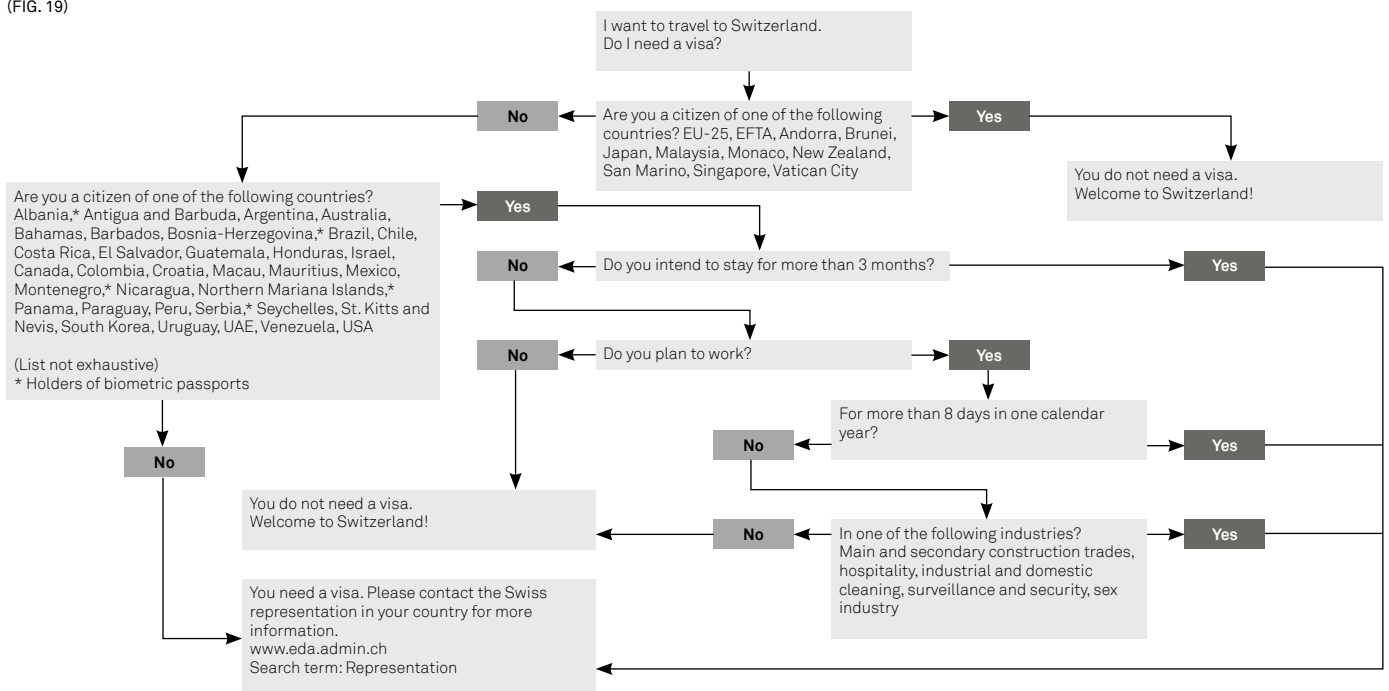 (FIG. 19)
I want to travel to Switzerland.
Do I need a visa?
No
Are you a citizen of one of the following
countries? EU-25, EFTA, Andorra, Brunei,
Japan, Malaysia, Monaco, New Zealand,
San Marino, Singapore, Vatican City
Yes
You do not need a visa.
Welcome to Switzerland!
Are you a citizen of one of the following countries?
Albania,* Antigua and Barbuda, Argentina, Australia,
Bahamas, Barbados, Bosnia-Herzegovina,* Brazil, Chile,
Costa Rica, El Salvador, Guatemala, Honduras, Israel,
Canada, Colombia, Croatia, Macau, Mauritius, Mexico,
Montenegro,* Nicaragua, Northern Mariana Islands,*
Panama, Paraguay, Peru, Serbia,* Seychelles, St. Kitts and
Nevis, South Korea, Uruguay, UAE, Venezuela, USA
(List not exhaustive)
* Holders of biometric passports
Yes
No
Do you intend to stay for more than 3 months?
Yes
No
Do you plan to work?
Yes
For more than 8 days in one calendar
year?
No
Yes
No
You do not need a visa.
Welcome to Switzerland!
No
In one of the following industries?
Main and secondary construction trades,
hospitality, industrial and domestic
cleaning, surveillance and security, sex
industry
Yes
You need a visa. Please contact the Swiss
representation in your country for more
information.
www.eda.admin.ch
Search term: Representation